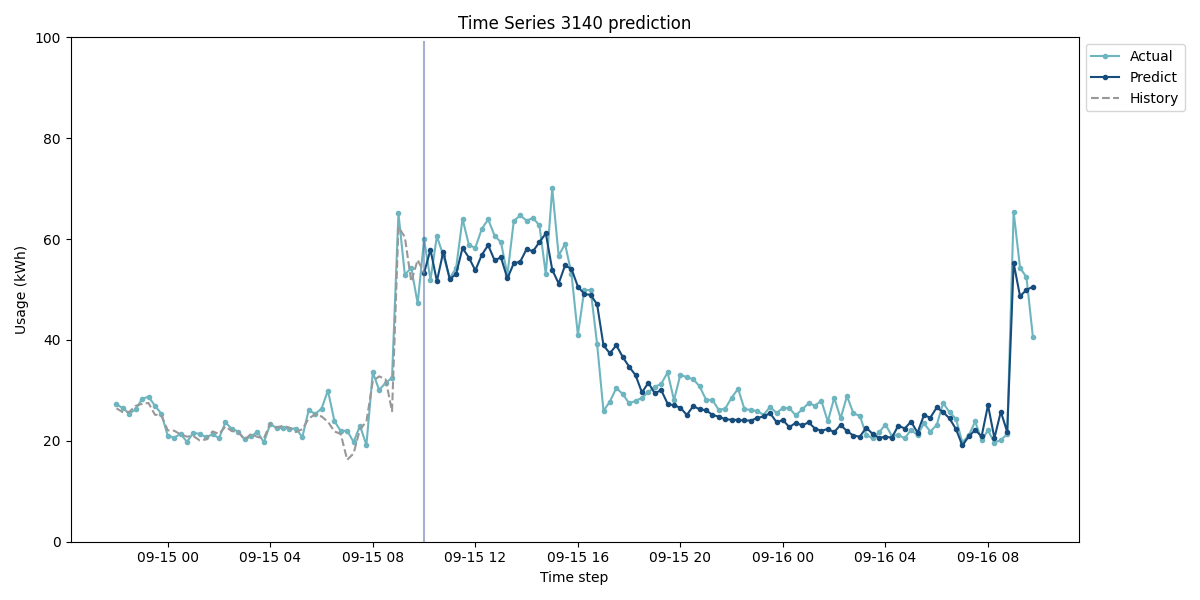 Time Series 3140 prediction
100
80
60
40
20
0
Usage (kWh)
09-15 00
09-15 04
09-15 08
09-15 12
09-15 16
09-15 20
09-16 00
09-16 04
09-16 08
Time step
Actual
Predict
History